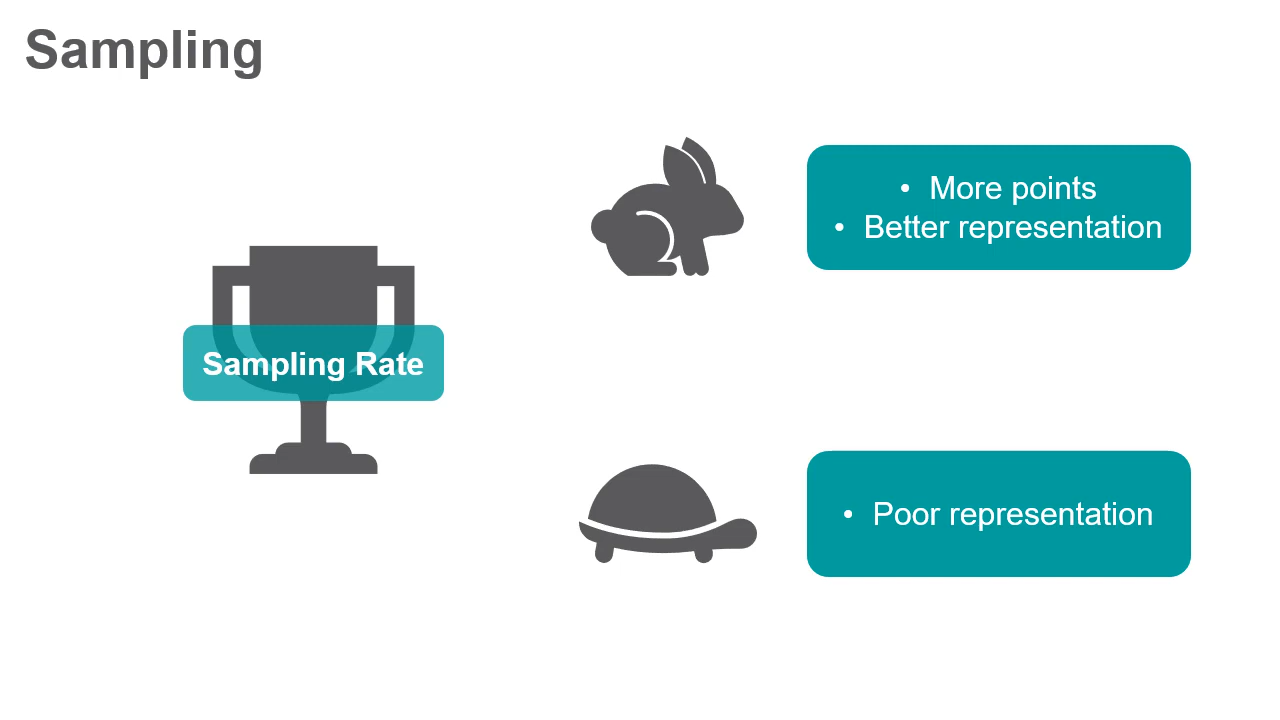 Sampling
• More points
• Better representation
Sampling Rate
• Poor representation